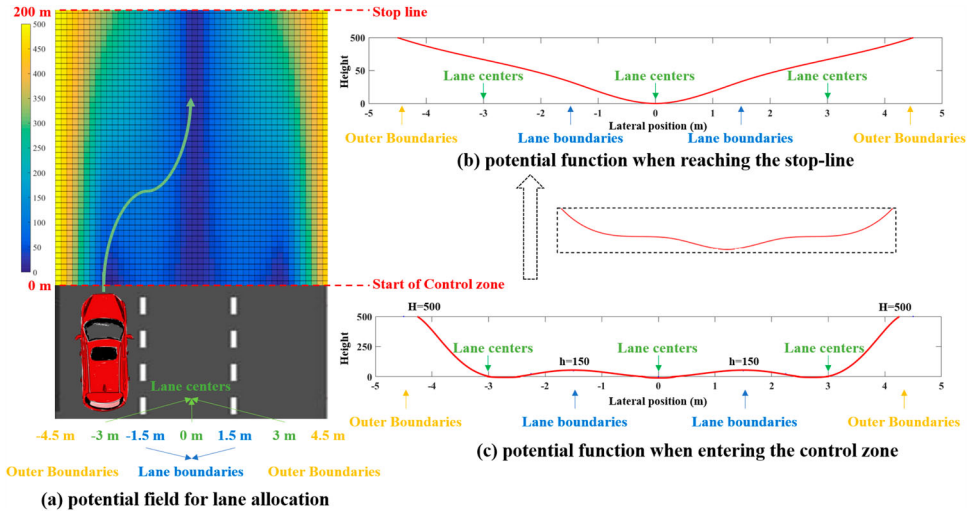 200 m
Stop line
500
450
400
350
300
250
200
150
100
50
0
0 m
Start of Control zone
Lane centers
-4.5 m -3 m -1.5 m 0 m 1.5 m 3 m 4.5 m
Outer Boundaries Lane boundaries Outer Boundaries
(a) potential field for lane allocation
Height
500
50
0
Lane centers Lane centers Lane centers
-5 -4 -3 -2 -1 0 1 2 3 4 5
Lateral position (m)
Outer Boundaries Lane boundaries Lane boundaries Outer Boundaries
(b) potential function when reaching the stop-line
H=500 H=500
Height
500
250
0
Lane centers h=150 Lane centers h=150 Lane centers
-5 -4 -3 -2 -1 0 1 2 3 4 5
Lateral position (m)
Outer Boundaries Lane boundaries Lane boundaries Outer Boundaries
(c) potential function when entering the control zone